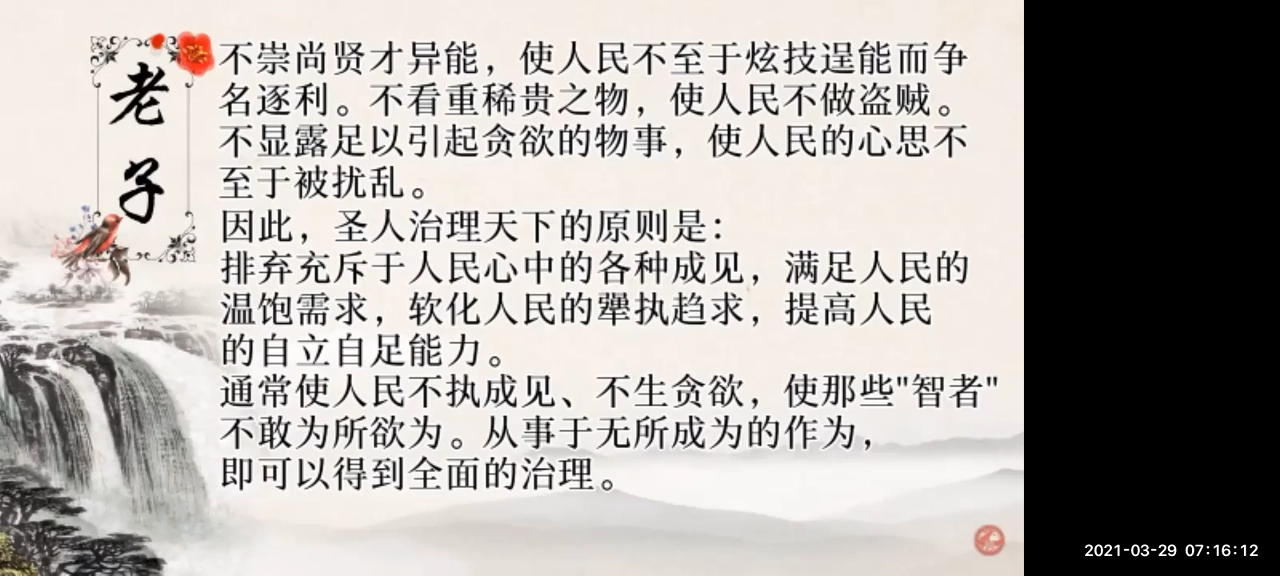 老子
不崇尚贤才异能，使人民不至于炫技逞能而争
名逐利。不看重稀贵之物，使人民不做盗贼。
不显露足以引起贪欲的物事，使人民的心思不
至于被扰乱。
因此，圣人治理天下的原则是：
排弃充斥于人民心中的各种成见，满足人民的
温饱需求，软化人民的犟执趋求，提高人民
的自立自足能力。
通常使人民不执成见、不生贪欲，使那些"智者"
不敢为所欲为。从事于无所成为的作为，
即可以得到全面的治理。
2021-03-29 07:16:12